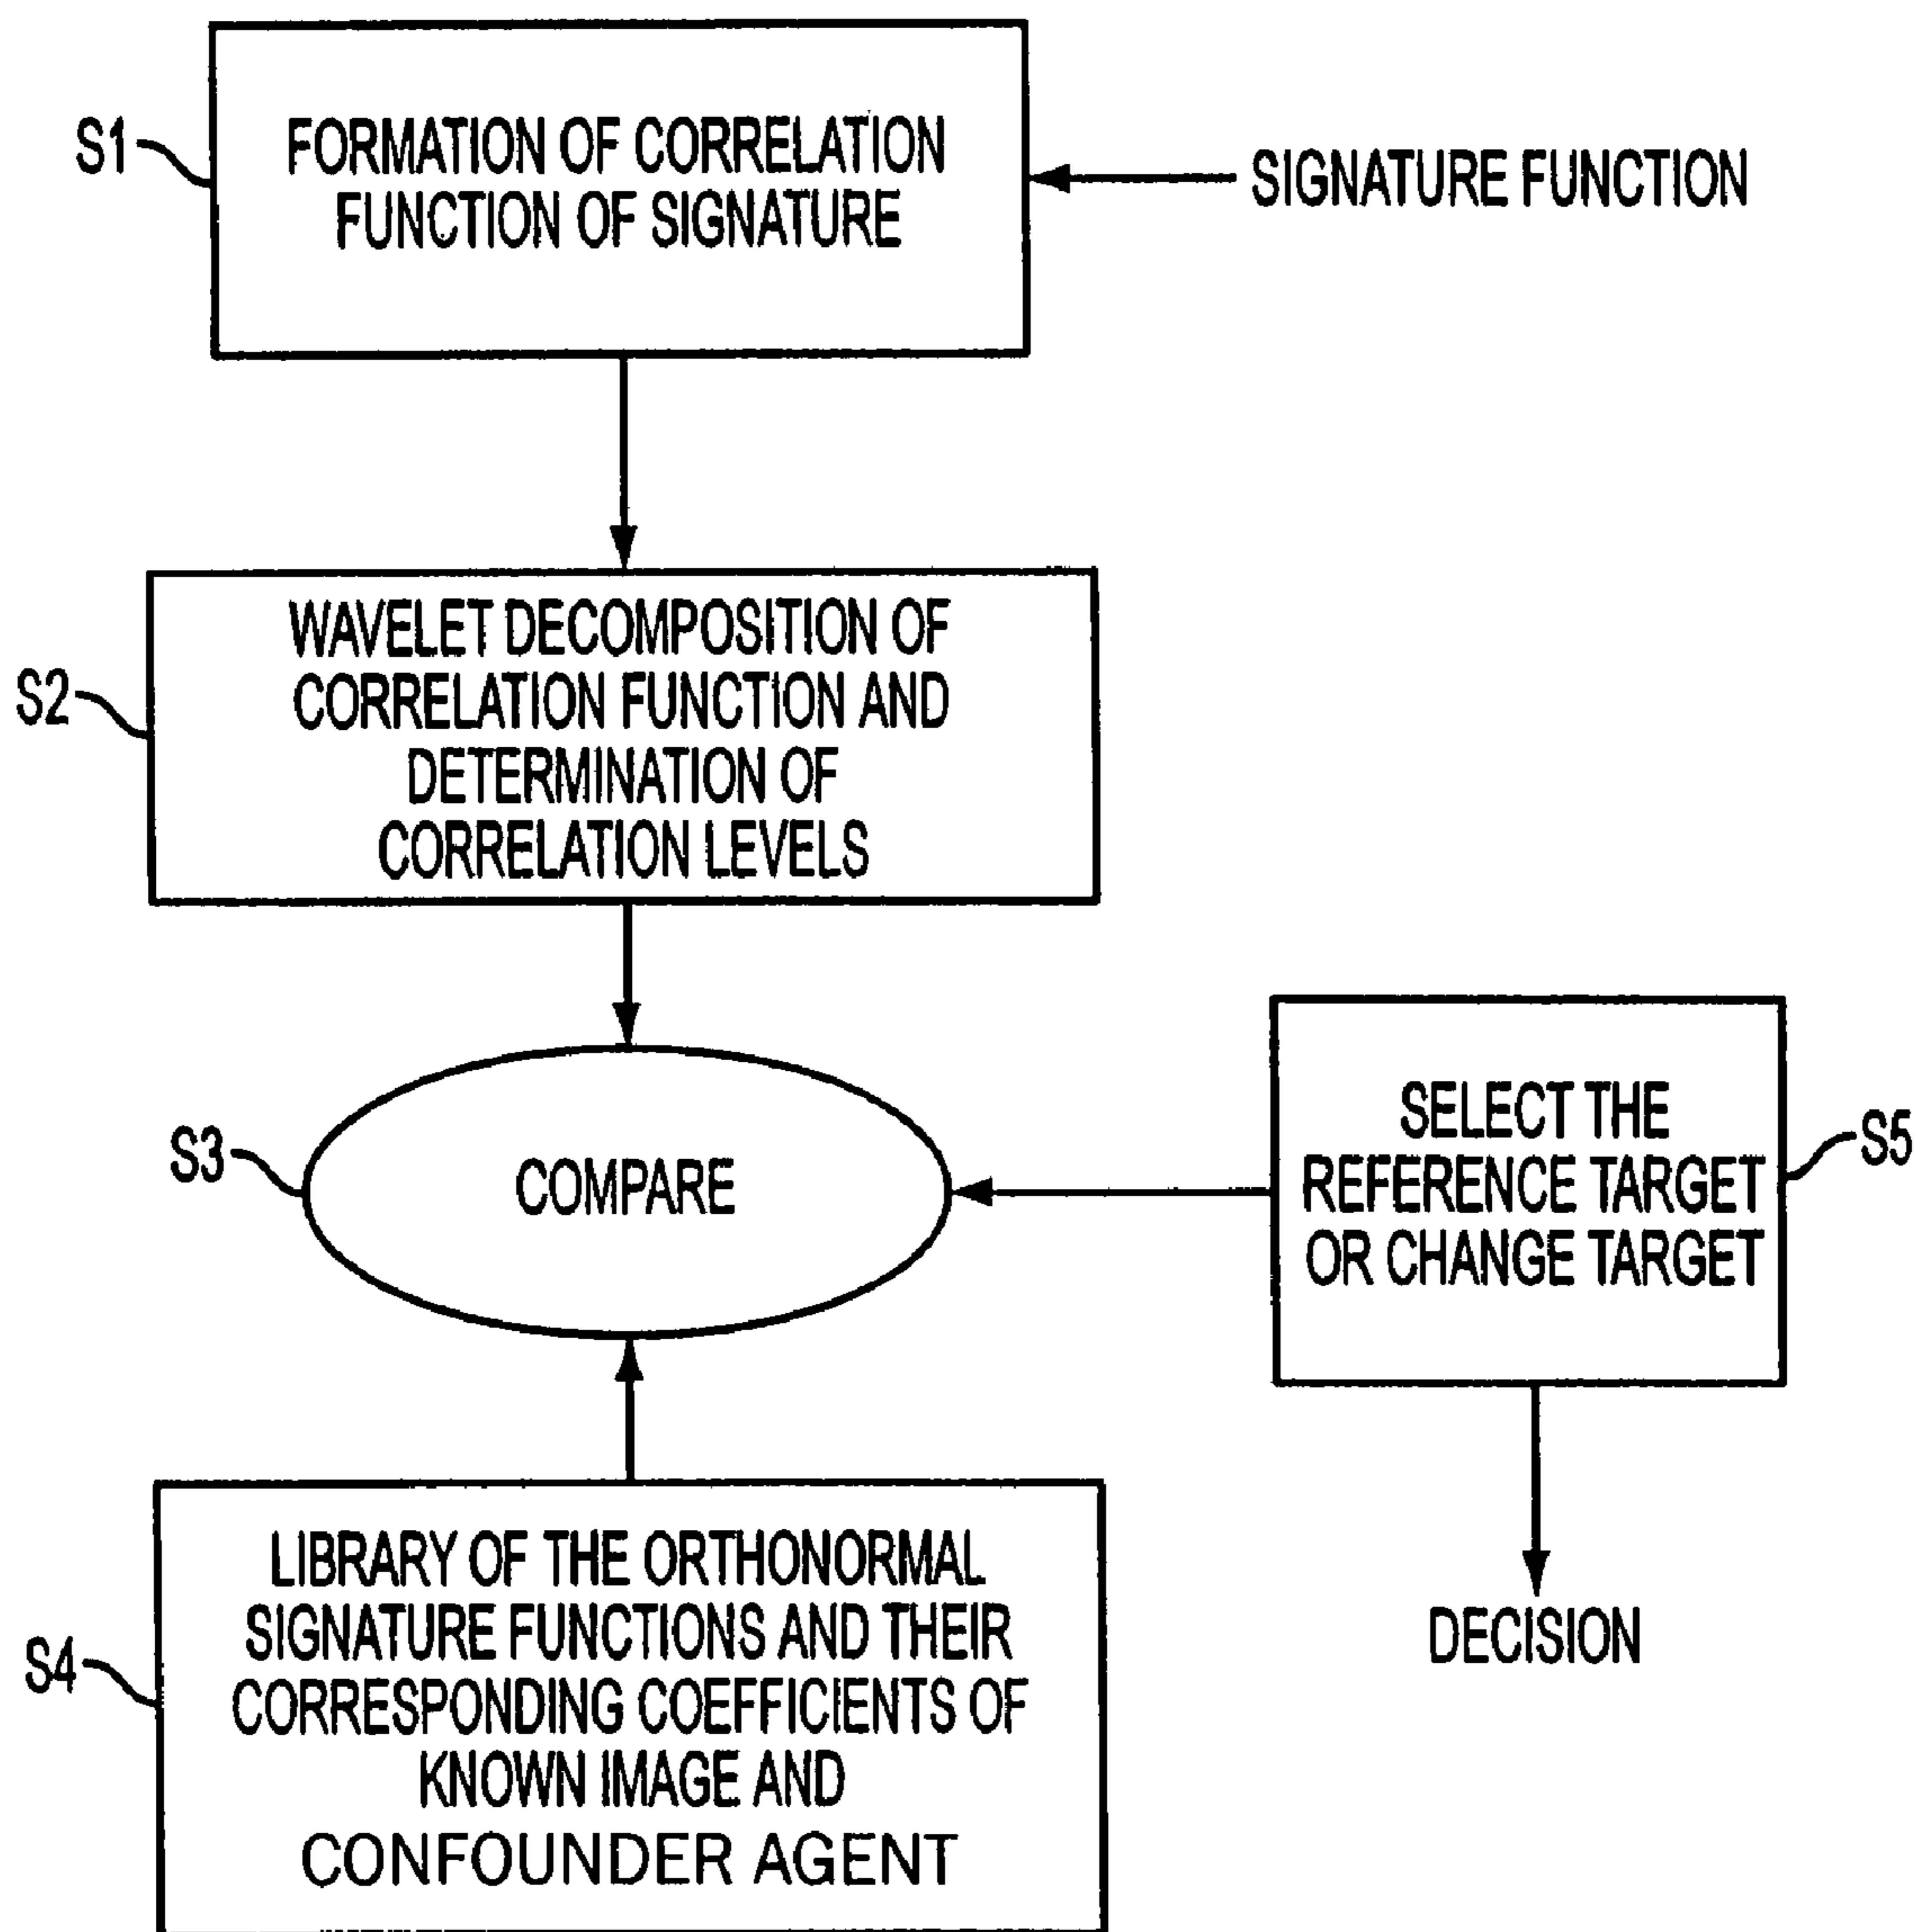 S1
FORMATION OF CORRELATION
FUNCTION OF SIGNATURE
SIGNATURE FUNCTION
S2
WAVELET DECOMPOSITION OF
CORRELATION FUNCTION AND
DETERMINATION OF
CORRELATION LEVELS
S3
COMPARE
SELECT THE
REFERENCE TARGET
OR CHANGE TARGET
S5
S4
LIBRARY OF THE ORTHONORMAL
SIGNATURE FUNCTIONS AND THEIR
CORRESPONDING COEFFICIENTS OF
KNOWN IMAGE AND
CONFOUNDER AGENT
DECISION